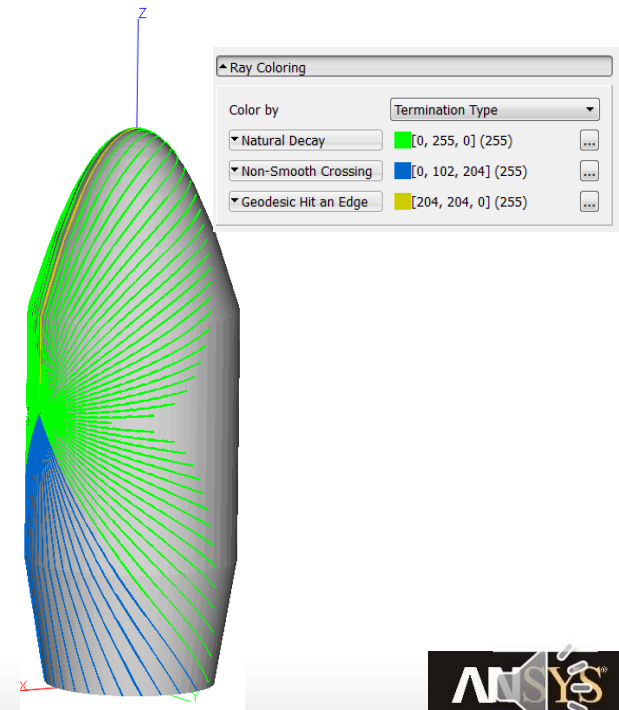 Z
Ray Coloring
Color by Termination Type
Natural Decay [0, 255, 0] (255) ...
Non-Smooth Crossing [0, 102, 204] (255) ...
Geodesic Hit an Edge [204, 204, 0] (255) ...
X
Y
ANSYS®